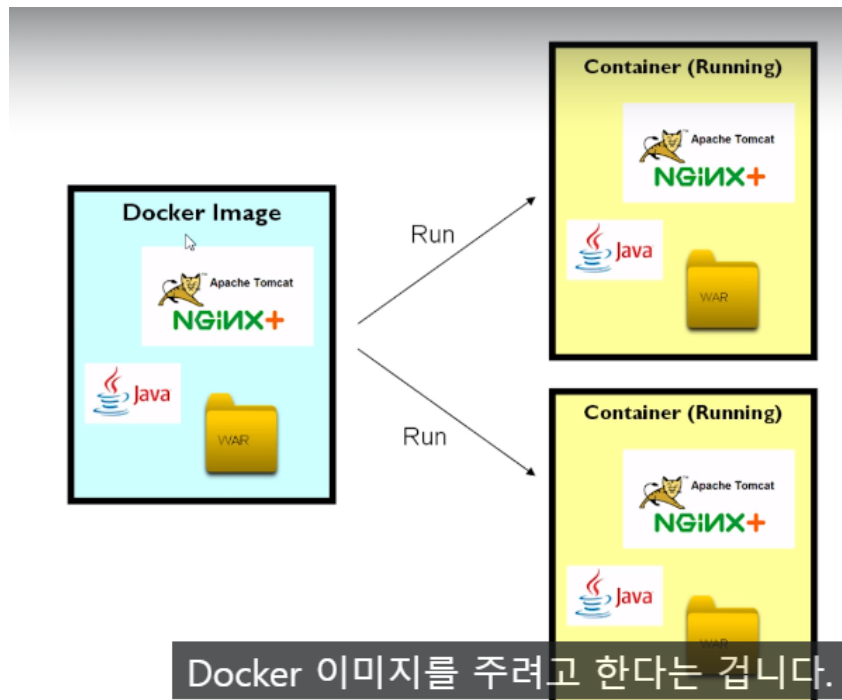 Docker Image
Apache Tomcat
NGINX+
Java
WAR
Run
Run
Container (Running)
Apache Tomcat
NGINX+
Java
WAR
Container (Running)
Apache Tomcat
NGINX+
Java
WAR
Docker 이미지를 주려고 한다는 겁니다.